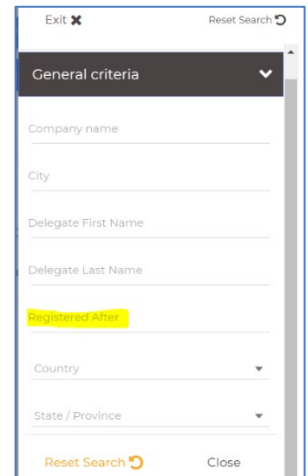 Exit ✖ Reset Search
General criteria
Company name
City
Delegate First Name
Delegate Last Name
Registered After
Country
State / Province
Reset Search Close